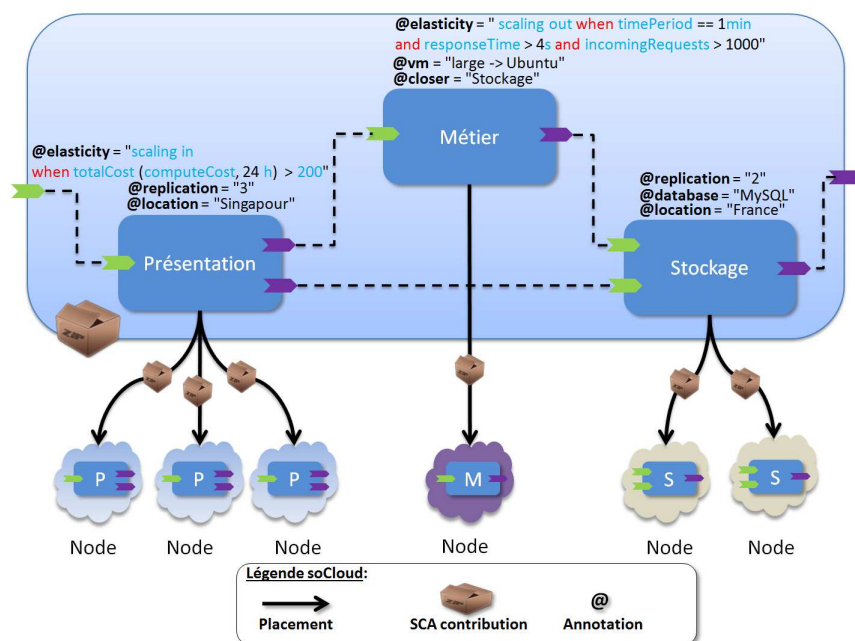 @elasticity = " scaling out when timePeriod == 1min
and responseTime > 4s and incomingRequests > 1000"
@vm = "large -> Ubuntu"
@closer = "Stockage"
Métier
@elasticity = "scaling in
when totalCost (computeCost, 24 h) > 200"
@replication = "3"
@location = "Singapour"
Présentation
@replication = "2"
@database = "MySQL"
@location = "France"
Stockage
ZIP
P
P
P
M
S
S
Node
Node
Node
Node
Node
Node
Légende soCloud:
Placement
SCA contribution
@
Annotation